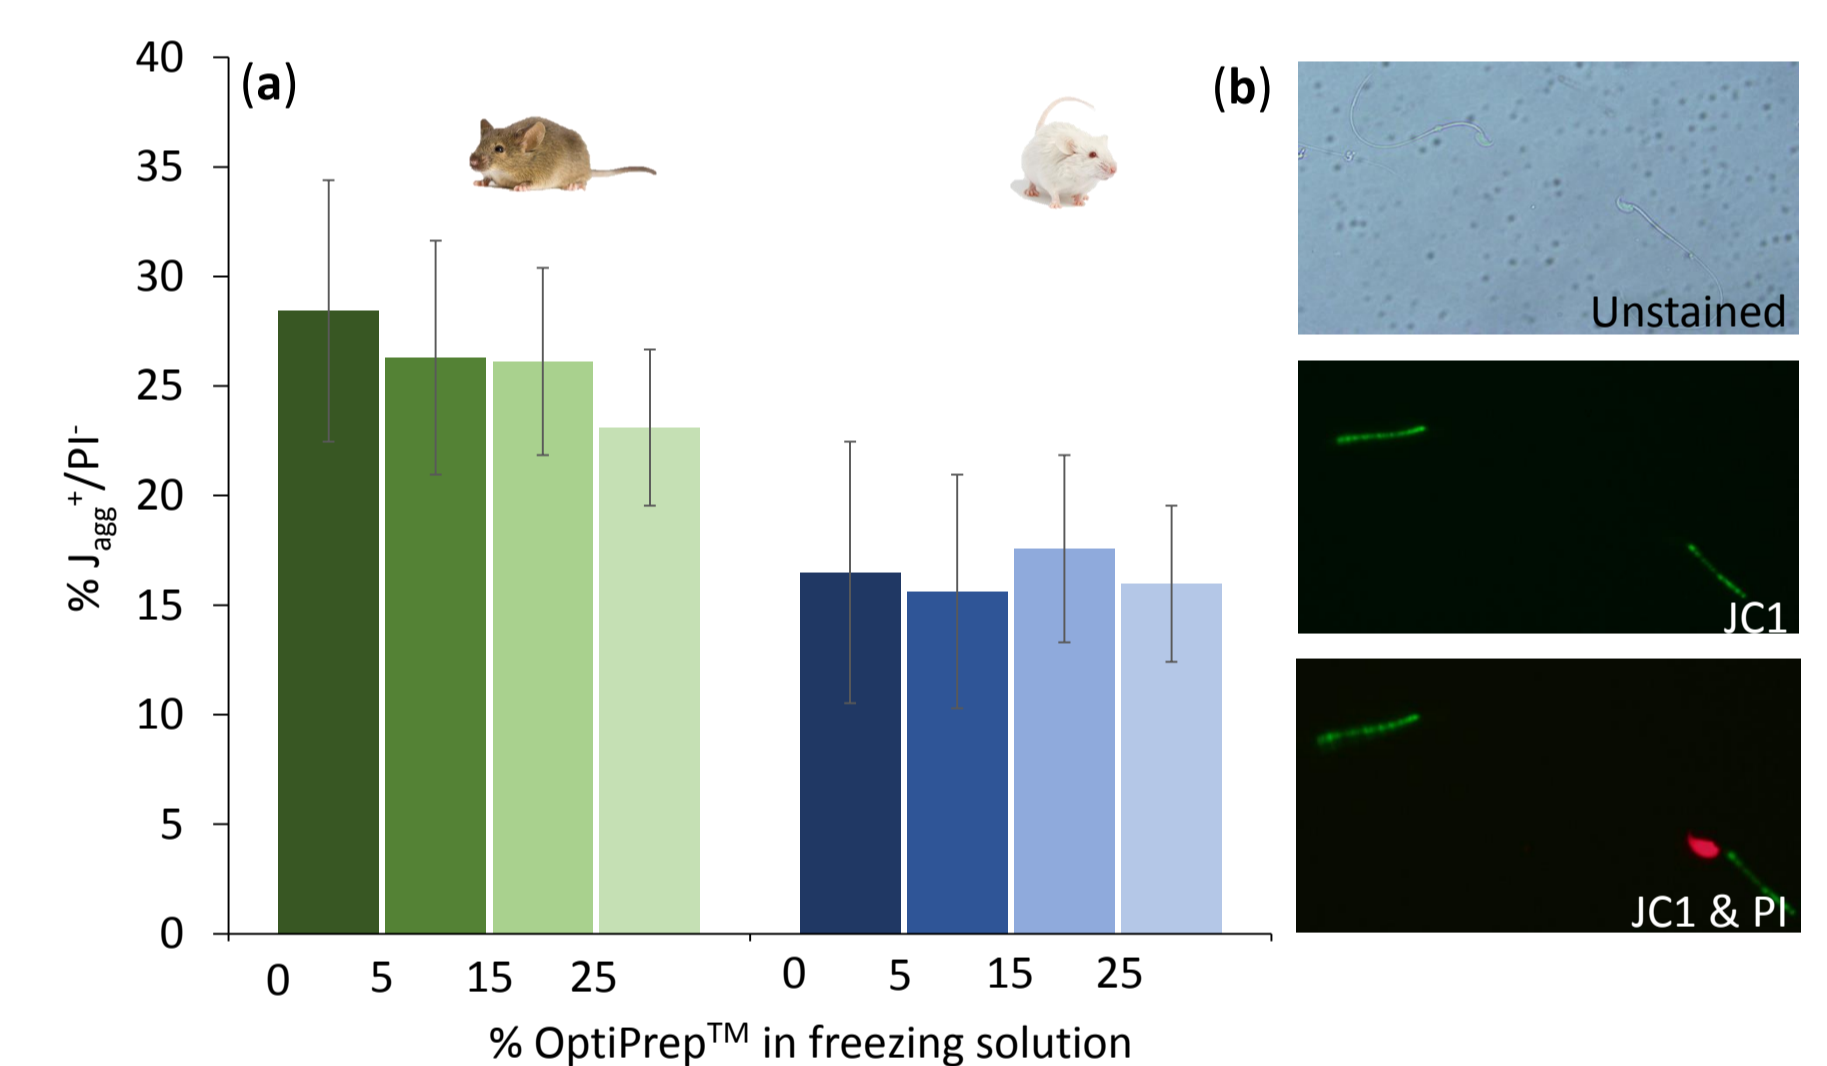 (a)
40
35
30
25
20
15
10
5
0
% Jagg+/PI-
0 5 15 25 0 5 15 25
% OptiPrepTM in freezing solution
(b)
Unstained
JC1
JC1 & PI